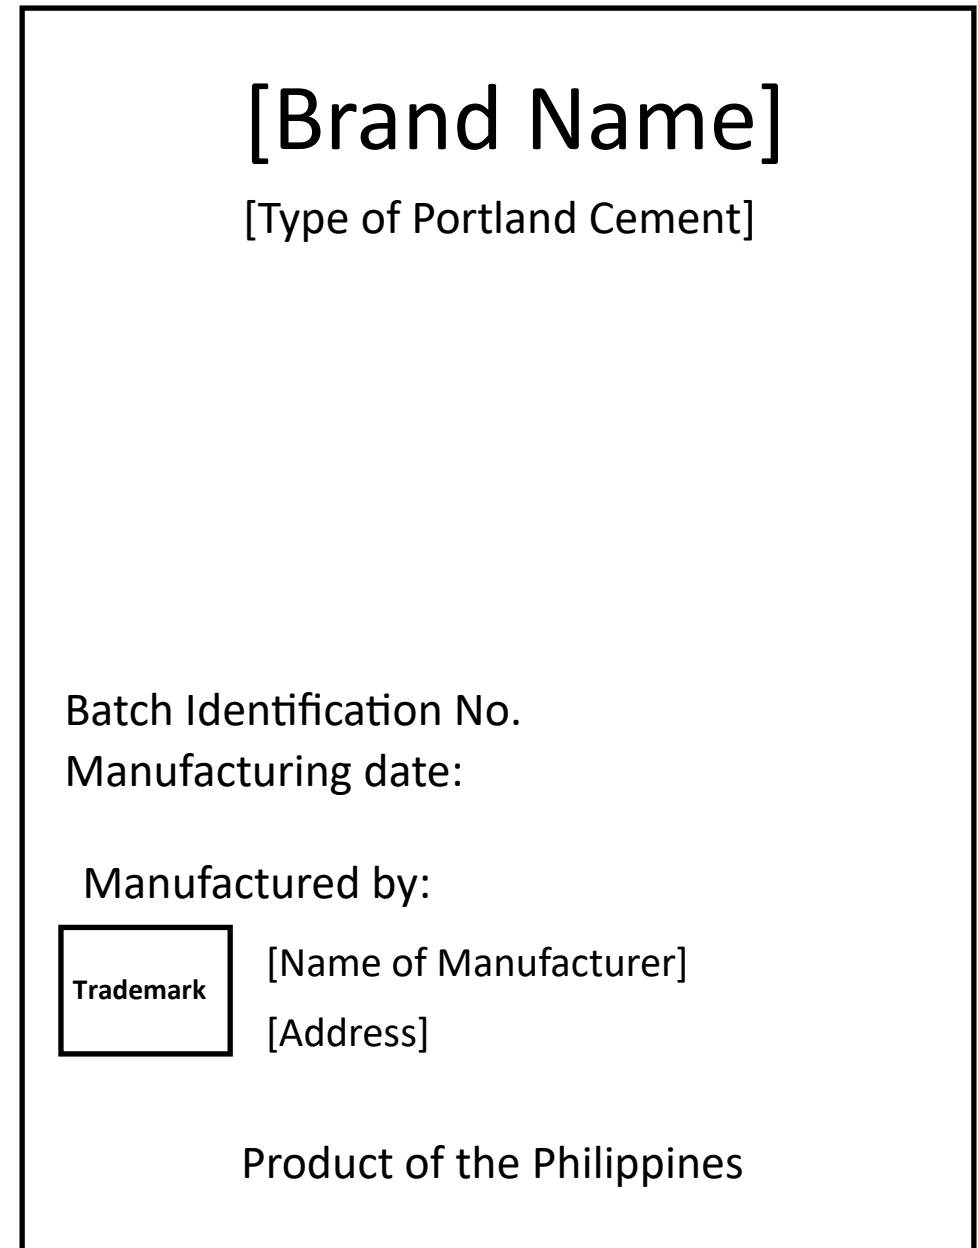 [Brand Name]
[Type of Portland Cement]
Batch Identification No.
Manufacturing date:
Manufactured by:
Trademark
[Name of Manufacturer]
[Address]
Product of the Philippines